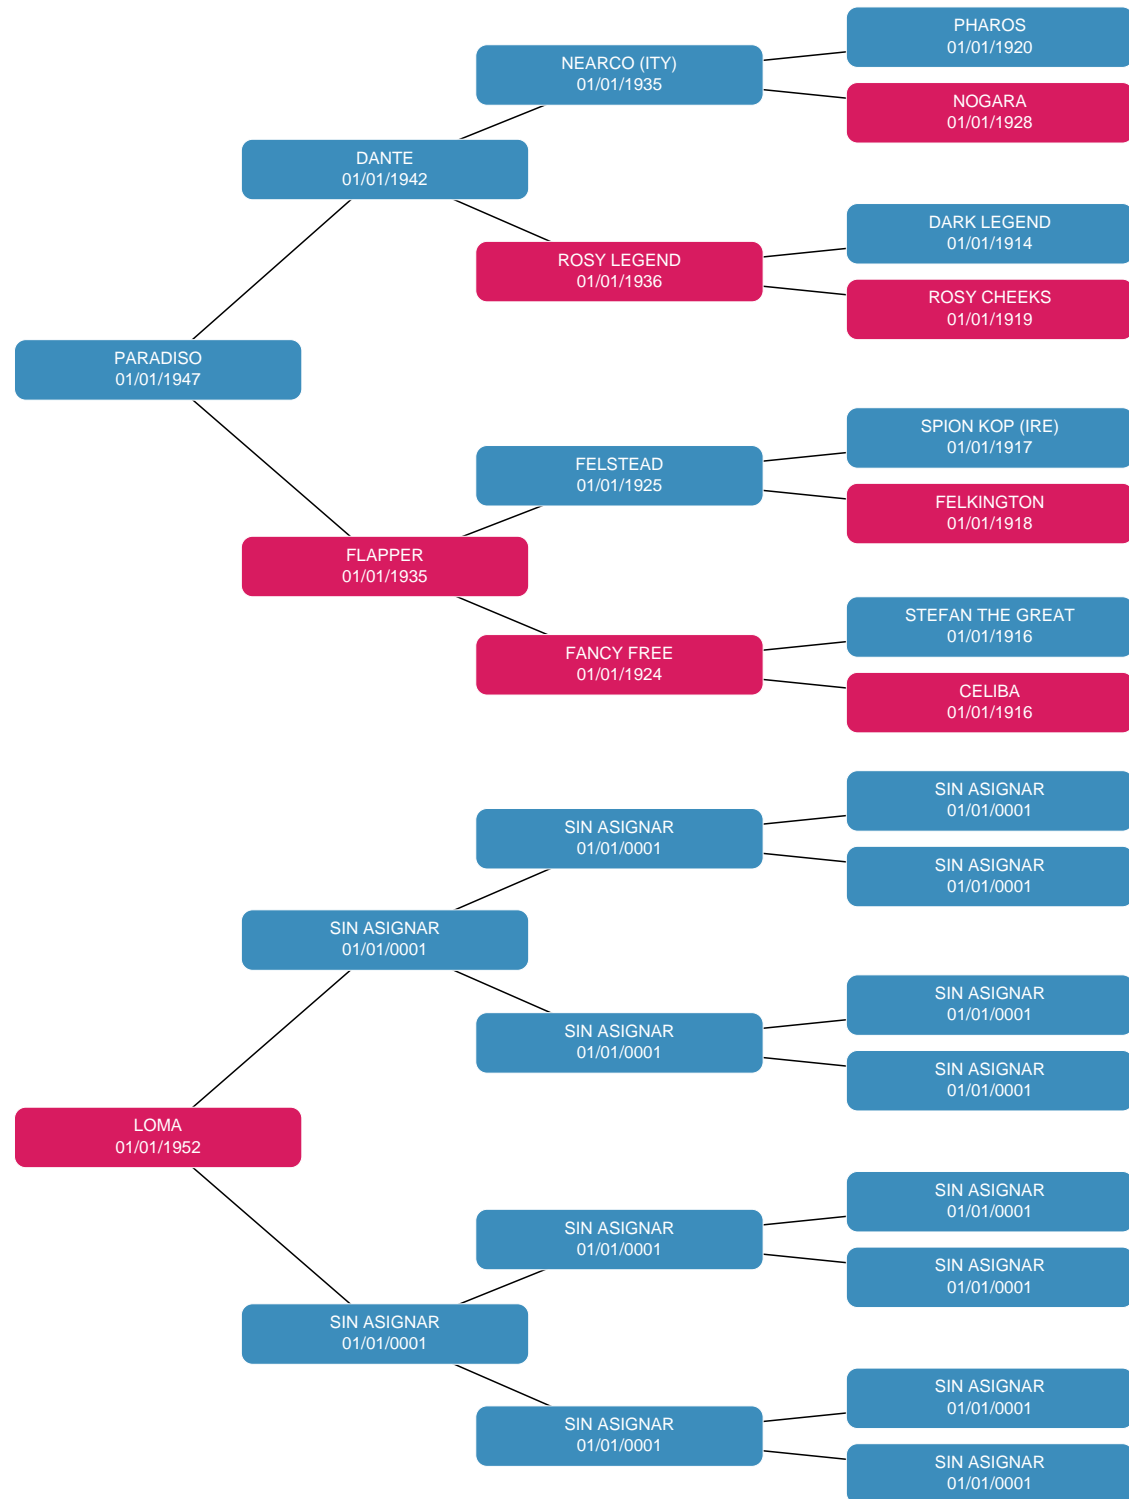 PHAROS
01/01/1920
NEARCO (ITY)
01/01/1935
NOGARA
01/01/1928
DANTE
01/01/1942
DARK LEGEND
01/01/1914
ROSY LEGEND
01/01/1936
ROSY CHEEKS
01/01/1919
PARADISO
01/01/1947
SPION KOP (IRE)
01/01/1917
FELSTEAD
01/01/1925
FELKINGTON
01/01/1918
FLAPPER
01/01/1935
STEFAN THE GREAT
01/01/1916
FANCY FREE
01/01/1924
CELIBA
01/01/1916
SIN ASIGNAR
01/01/0001
SIN ASIGNAR
01/01/0001
SIN ASIGNAR
01/01/0001
SIN ASIGNAR
01/01/0001
SIN ASIGNAR
01/01/0001
SIN ASIGNAR
01/01/0001
SIN ASIGNAR
01/01/0001
LOMA
01/01/1952
SIN ASIGNAR
01/01/0001
SIN ASIGNAR
01/01/0001
SIN ASIGNAR
01/01/0001
SIN ASIGNAR
01/01/0001
SIN ASIGNAR
01/01/0001
SIN ASIGNAR
01/01/0001
SIN ASIGNAR
01/01/0001